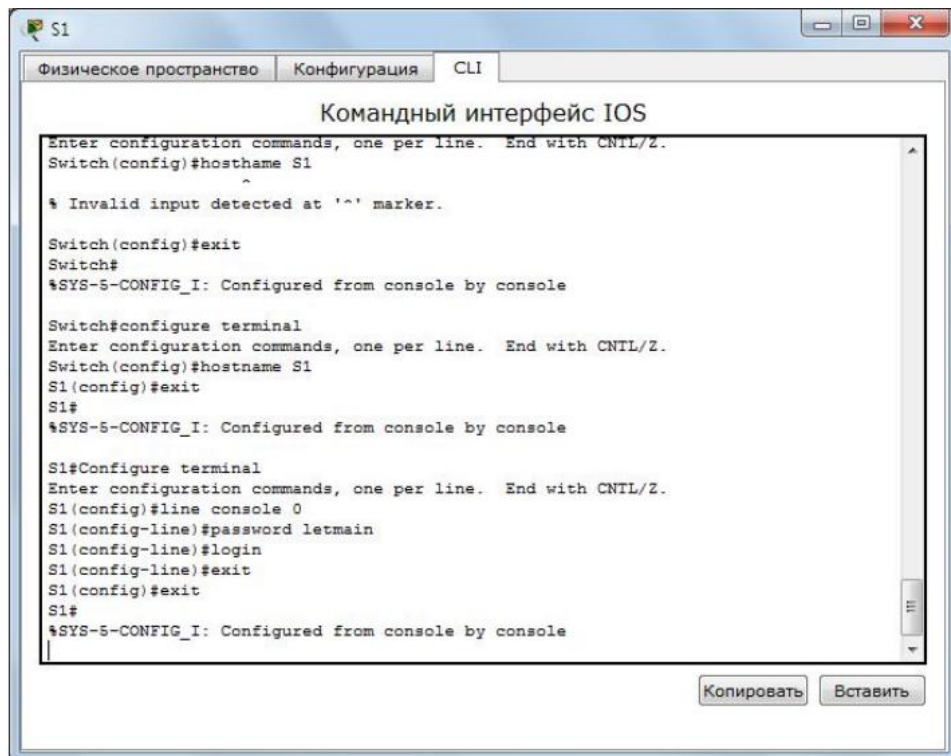 S1
Физическое пространство Конфигурация CLI
Командный интерфейс IOS
Enter configuration commands, one per line. End with CNTL/Z.
Switch(config)#hosthame S1
^
% Invalid input detected at '^' marker.
Switch(config)#exit
Switch#
%SYS-5-CONFIG_I: Configured from console by console
Switch#configure terminal
Enter configuration commands, one per line. End with CNTL/Z.
Switch(config)#hostname S1
S1(config)#exit
S1#
%SYS-5-CONFIG_I: Configured from console by console
S1#Configure terminal
Enter configuration commands, one per line. End with CNTL/Z.
S1(config)#line console 0
S1(config-line)#password letmain
S1(config-line)#login
S1(config-line)#exit
S1(config)#exit
S1#
%SYS-5-CONFIG_I: Configured from console by console
Копировать Вставить